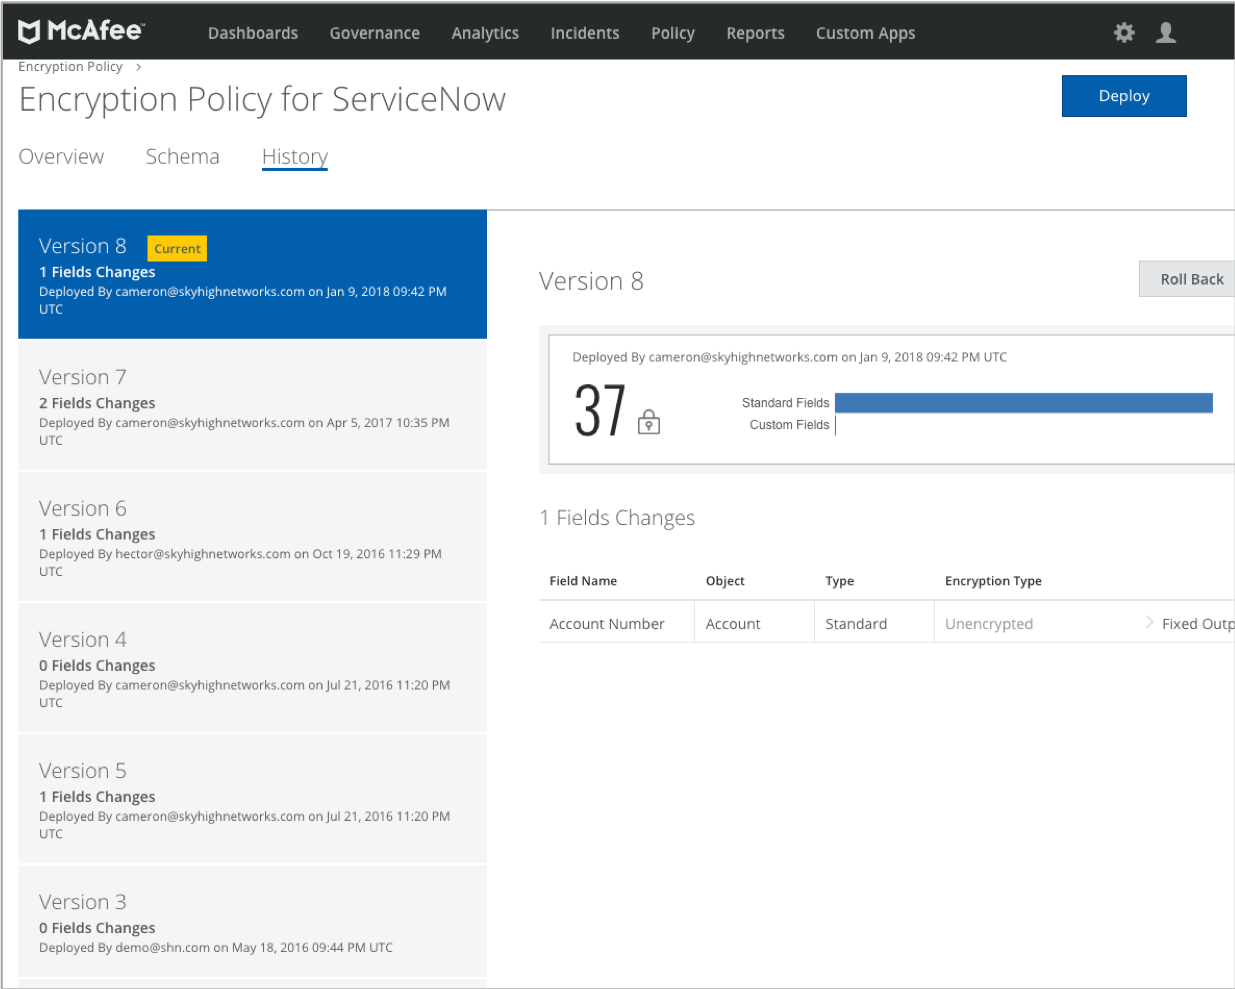 McAfee™
Dashboards Governance Analytics Incidents Policy Reports Custom Apps
Encryption Policy >
Encryption Policy for ServiceNow
Deploy
Overview Schema History
Version 8 Current
1 Fields Changes
Deployed By cameron@skyhighnetworks.com on Jan 9, 2018 09:42 PM
UTC
Version 7
2 Fields Changes
Deployed By cameron@skyhighnetworks.com on Apr 5, 2017 10:35 PM
UTC
Version 6
1 Fields Changes
Deployed By hector@skyhighnetworks.com on Oct 19, 2016 11:29 PM
UTC
Version 4
0 Fields Changes
Deployed By cameron@skyhighnetworks.com on Jul 21, 2016 11:20 PM
UTC
Version 5
1 Fields Changes
Deployed By cameron@skyhighnetworks.com on Jul 21, 2016 11:20 PM
UTC
Version 3
0 Fields Changes
Deployed By demo@shn.com on May 18, 2016 09:44 PM UTC
Version 8
Roll Back
Deployed By cameron@skyhighnetworks.com on Jan 9, 2018 09:42 PM UTC
37
Standard Fields
Custom Fields
1 Fields Changes
Field Name Object Type Encryption Type
Account Number Account Standard Unencrypted > Fixed Outp